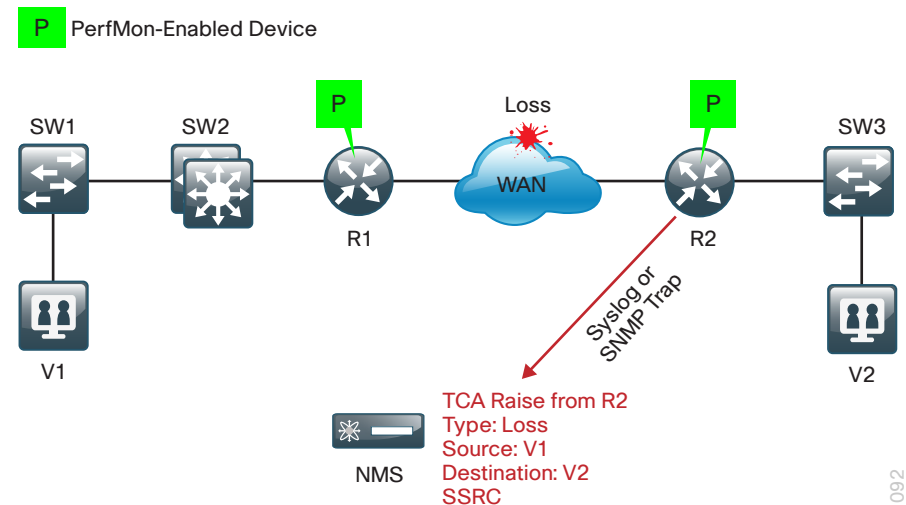 P PerfMon-Enabled Device
P
Loss
P
SW1
SW2
SW3
WAN
R1
R2
Syslog or
SNMP Trap
V1
V2
TCA Raise from R2
Type: Loss
Source: V1
Destination: V2
SSRC
NMS
092